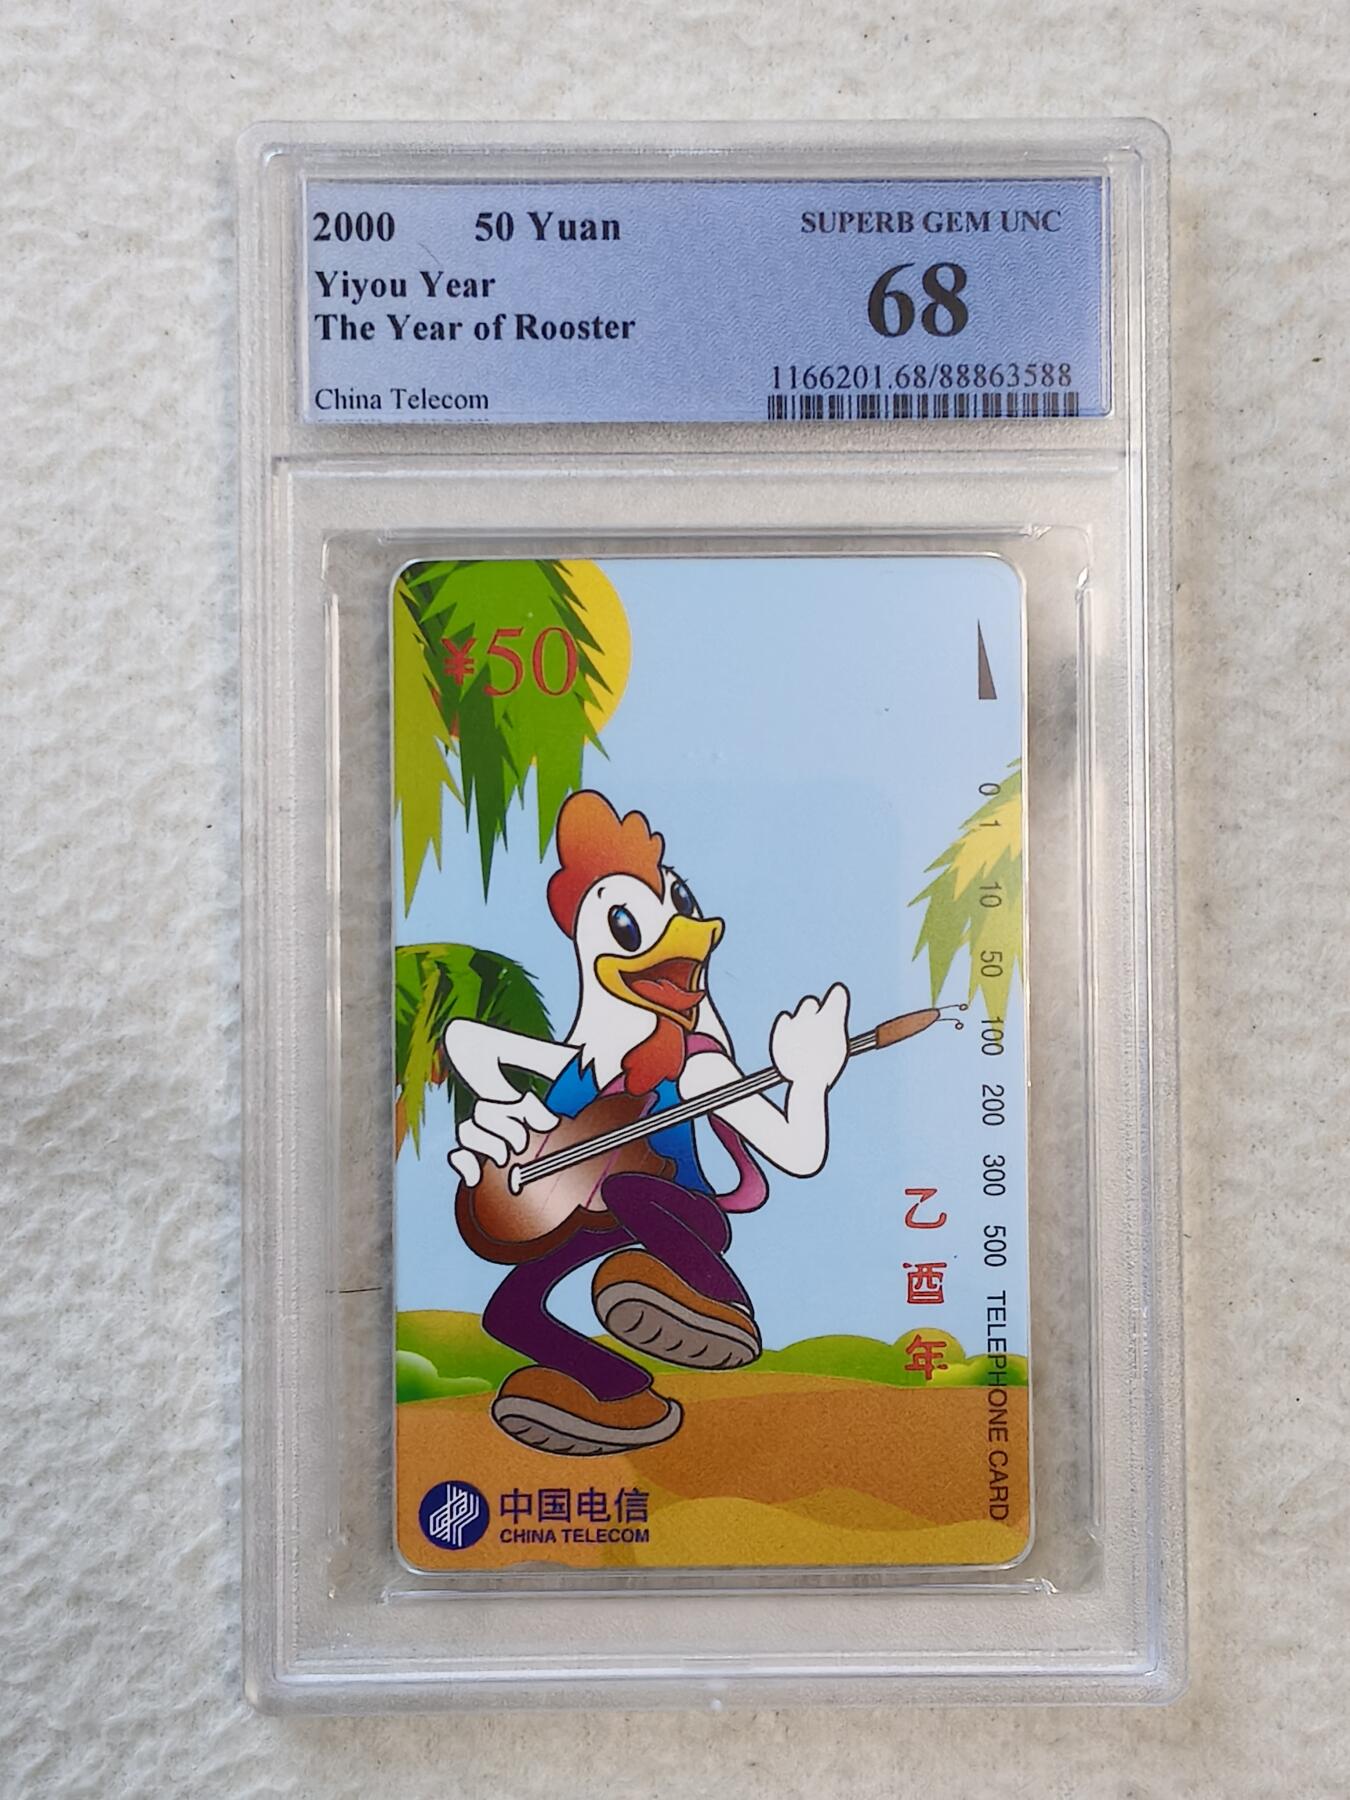 2000 50 Yuan
SUPERB GEM UNC
Yiyou Year
68
The Year of Rooster
1166201.68/88863588
China Telecom
¥50
0 1 10 50 100 200 300 500 TELEPHONE CARD
乙酉年
中国电信
CHINA TELECOM